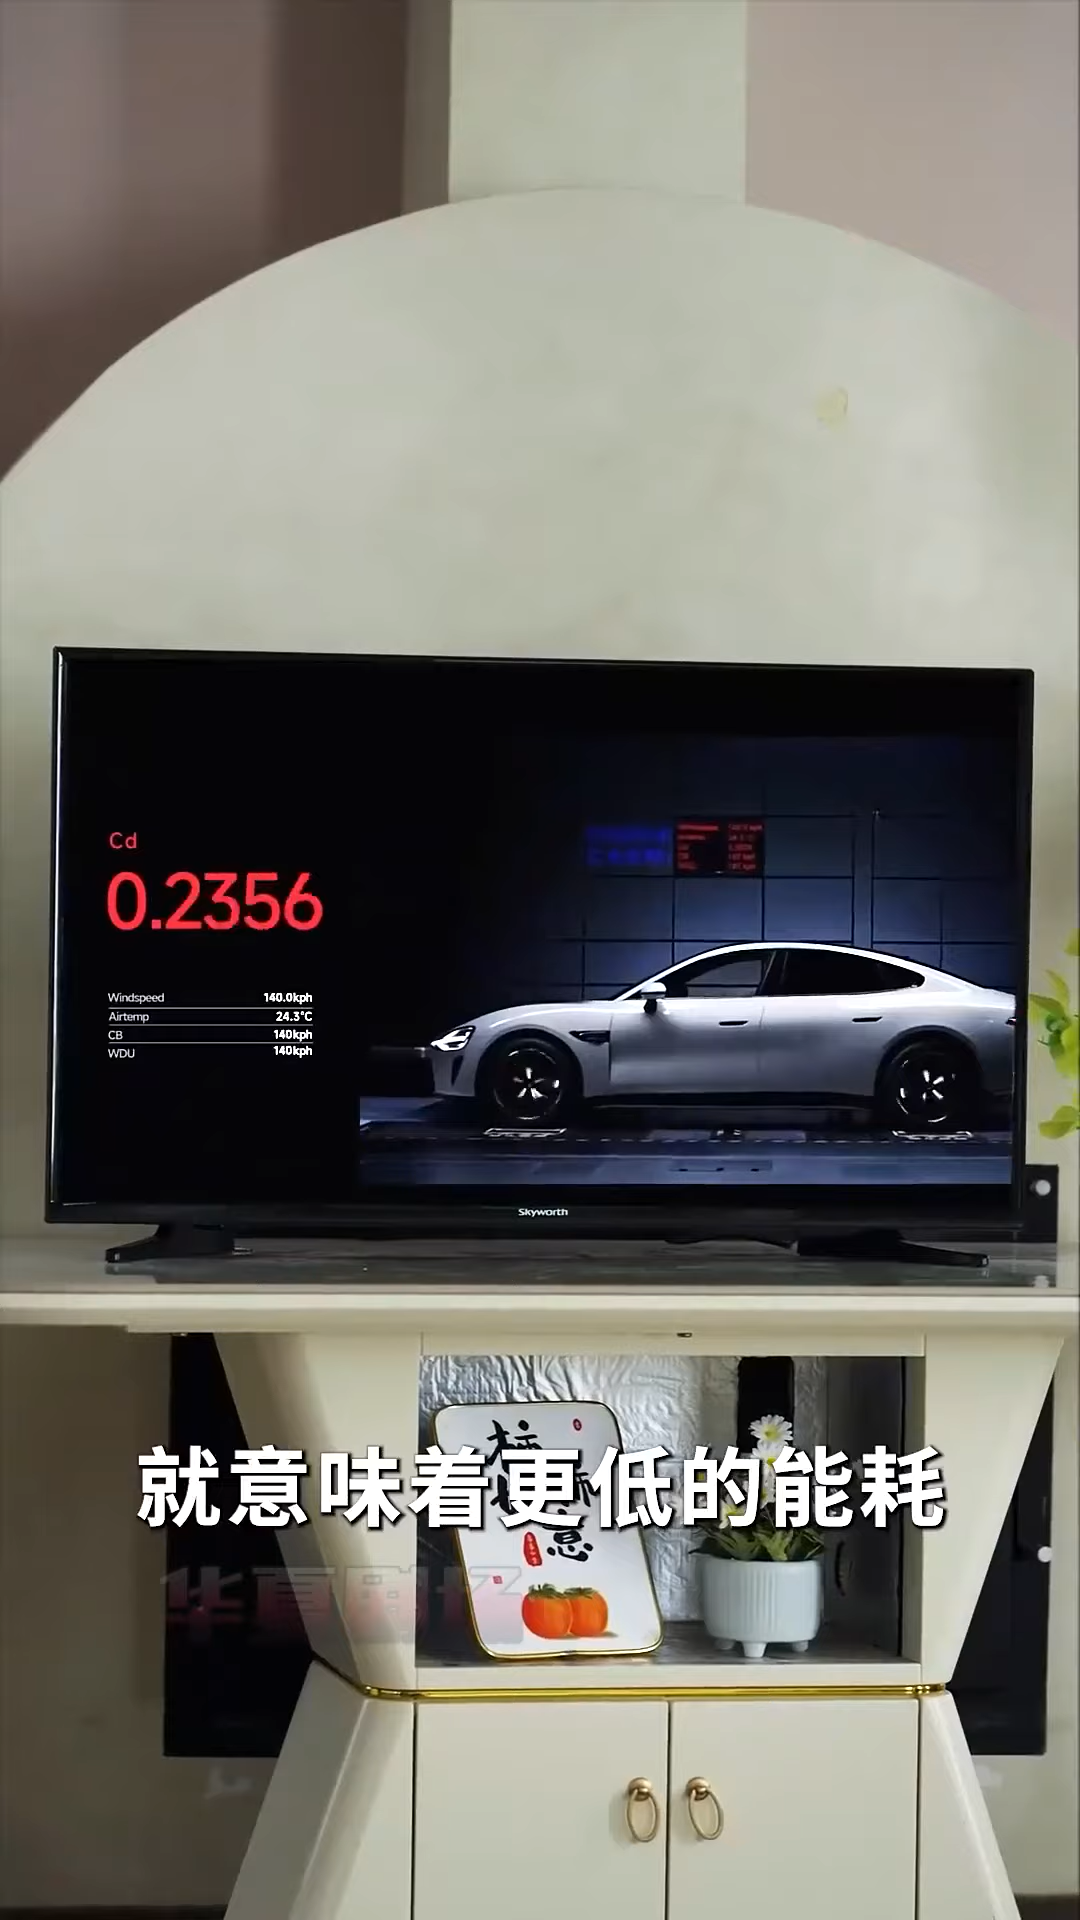 Cd
0.2356
Windspeed 140.0kph
Airtemp 24.3°C
CB 140kph
WDU 140kph
Skyworth
就意味着更低的能耗